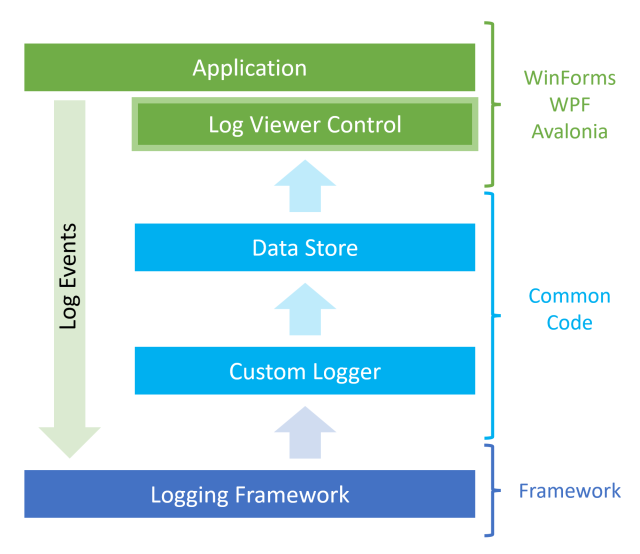 Application
Log Viewer Control
WinForms
WPF
Avalonia
Log Events
Data Store
Custom Logger
Common
Code
Logging Framework
Framework